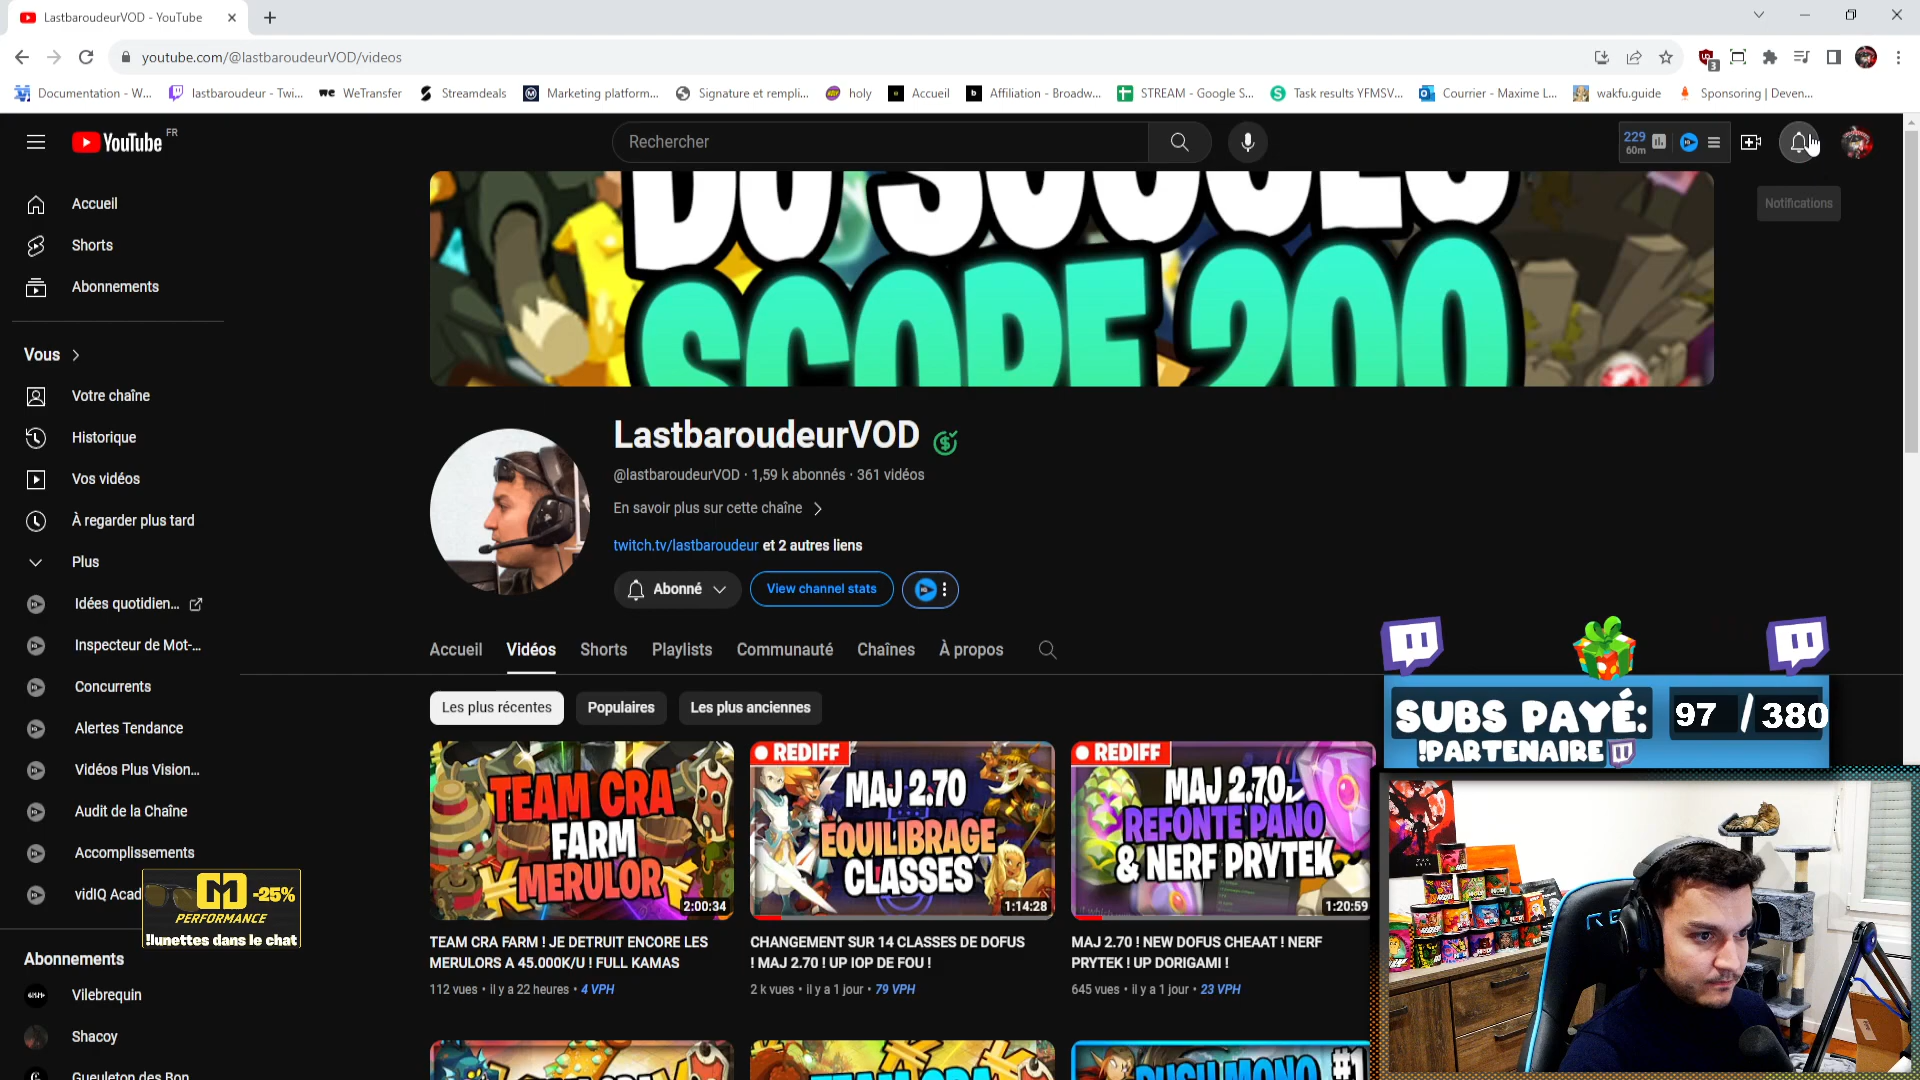 LastbaroudeurVOD - YouTube
youtube.com/@lastbaroudeurVOD/videos
3
Documentation - W...
lastbaroudeur - Twi...
WeTransfer
Streamdeals
Marketing platform...
Signature et rempli...
holy
Accueil
Affiliation - Broadw...
STREAM - Google S...
Task results YFMSV...
Courrier - Maxime L...
wakfu.guide
Sponsoring | Deven...
YouTube FR
Rechercher
229
60m
Notifications
Accueil
Shorts
Abonnements
Vous
Votre chaîne
Historique
Vos vidéos
À regarder plus tard
Plus
Idées quotidien...
Inspecteur de Mot-...
Concurrents
Alertes Tendance
Vidéos Plus Vision...
Audit de la Chaîne
Accomplissements
vidIQ Acad
-25%
PERFORMANCE
!lunettes dans le chat
Abonnements
Vilebrequin
Shacoy
Gueuleton des Bon
SCORE 200
LastbaroudeurVOD
@lastbaroudeurVOD · 1,59 k abonnés · 361 vidéos
En savoir plus sur cette chaîne
twitch.tv/lastbaroudeur et 2 autres liens
Abonné
View channel stats
Accueil
Vidéos
Shorts
Playlists
Communauté
Chaînes
À propos
Les plus récentes
Populaires
Les plus anciennes
TEAM CRA
FARM
MERULOR
2:00:34
TEAM CRA FARM ! JE DETRUIT ENCORE LES
MERULORS A 45.000K/U ! FULL KAMAS
112 vues • il y a 22 heures • 4 VPH
REDIFF
MAJ 2.70
EQUILIBRAGE
CLASSES
1:14:28
CHANGEMENT SUR 14 CLASSES DE DOFUS
! MAJ 2.70 ! UP IOP DE FOU !
2 k vues • il y a 1 jour • 79 VPH
REDIFF
MAJ 2.70
REFONTE PANO
& NERF PRYTEK
1:20:59
MAJ 2.70 ! NEW DOFUS CHEAAT ! NERF
PRYTEK ! UP DORIGAMI !
645 vues • il y a 1 jour • 23 VPH
TEAM CRA
PUSH MONO
#1
SUBS PAYÉ: 97 / 380
!PARTENAIRE